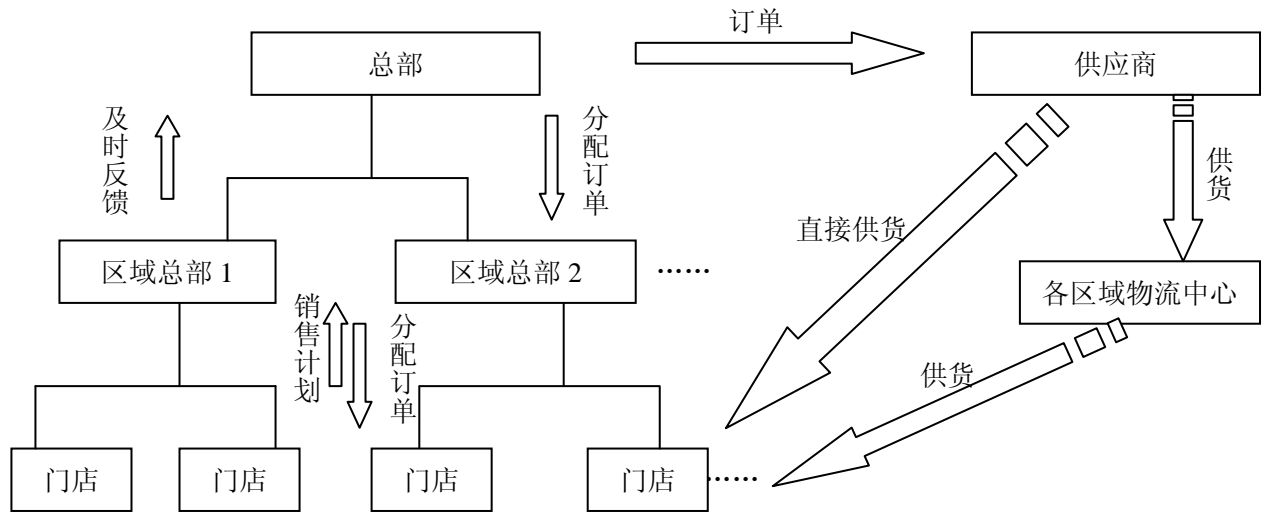 订单
总部
供应商
及时反馈
分配订单
供货
直接供货
区域总部 1
区域总部 2
......
各区域物流中心
销售计划
分配订单
供货
门店
门店
门店
门店
......